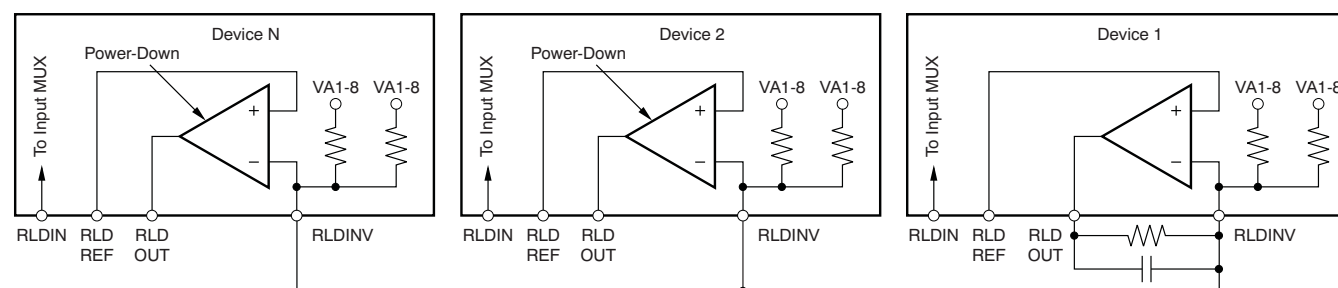 Device N
Power-Down
To Input MUX
VA1-8 VA1-8
+
−
RLDIN
RLD
REF
RLD
OUT
RLDINV
Device 2
Power-Down
To Input MUX
VA1-8 VA1-8
+
−
RLDIN
RLD
REF
RLD
OUT
RLDINV
Device 1
To Input MUX
VA1-8 VA1-8
+
−
RLDIN
RLD
REF
RLD
OUT
RLDINV